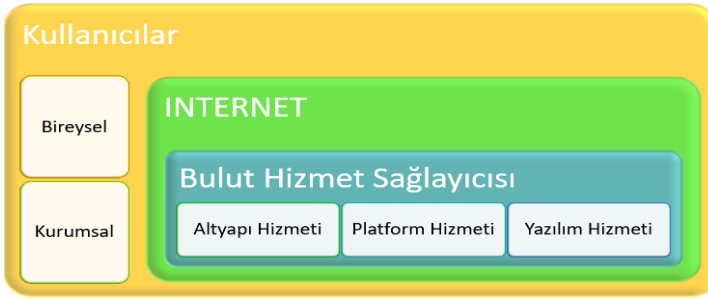 Kullanıcılar
Bireysel
Kurumsal
INTERNET
Bulut Hizmet Sağlayıcısı
Altyapı Hizmeti
Platform Hizmeti
Yazılım Hizmeti